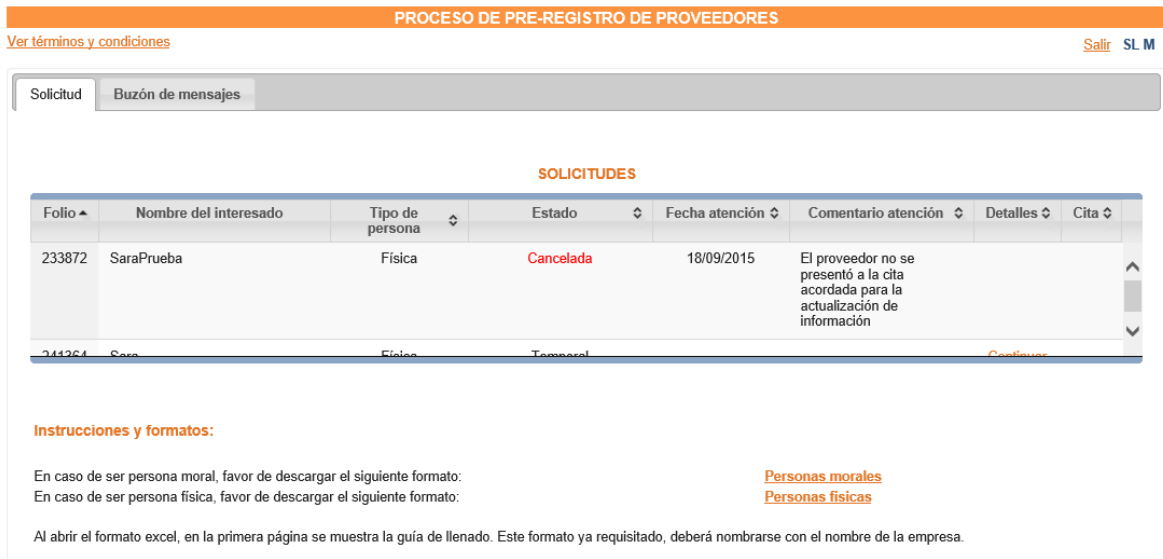 PROCESO DE PRE-REGISTRO DE PROVEEDORES
Ver términos y condiciones
Salir SL M
Solicitud Buzón de mensajes
SOLICITUDES
Folio Nombre del interesado Tipo de persona Estado Fecha atención Comentario atención Detalles Cita
233872 SaraPrueba Física Cancelada 18/09/2015 El proveedor no se
presentó a la cita
acordada para la
actualización de
información
241364 Sara Física Temporal Continuar
Instrucciones y formatos:
En caso de ser persona moral, favor de descargar el siguiente formato: Personas morales
En caso de ser persona física, favor de descargar el siguiente formato: Personas fisicas
Al abrir el formato excel, en la primera página se muestra la guía de llenado. Este formato ya requisitado, deberá nombrarse con el nombre de la empresa.